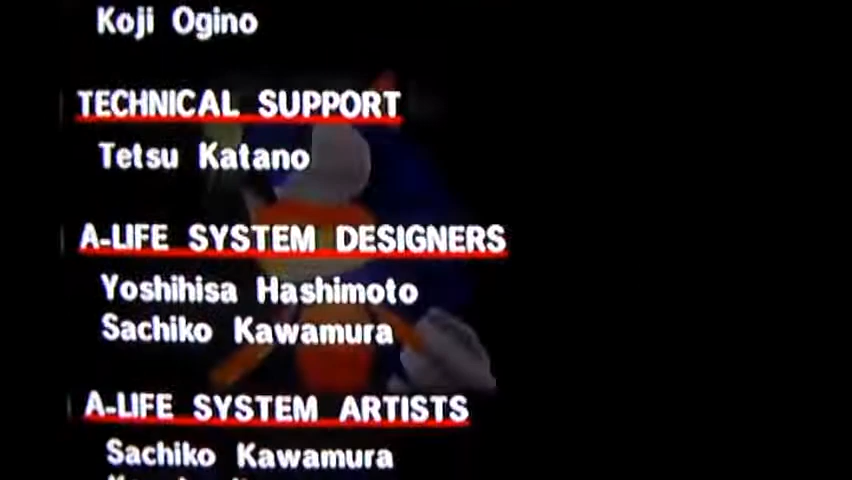 Koji Ogino
TECHNICAL SUPPORT
Tetsu Katano
A-LIFE SYSTEM DESIGNERS
Yoshihisa Hashimoto
Sachiko Kawamura
A-LIFE SYSTEM ARTISTS
Sachiko Kawamura